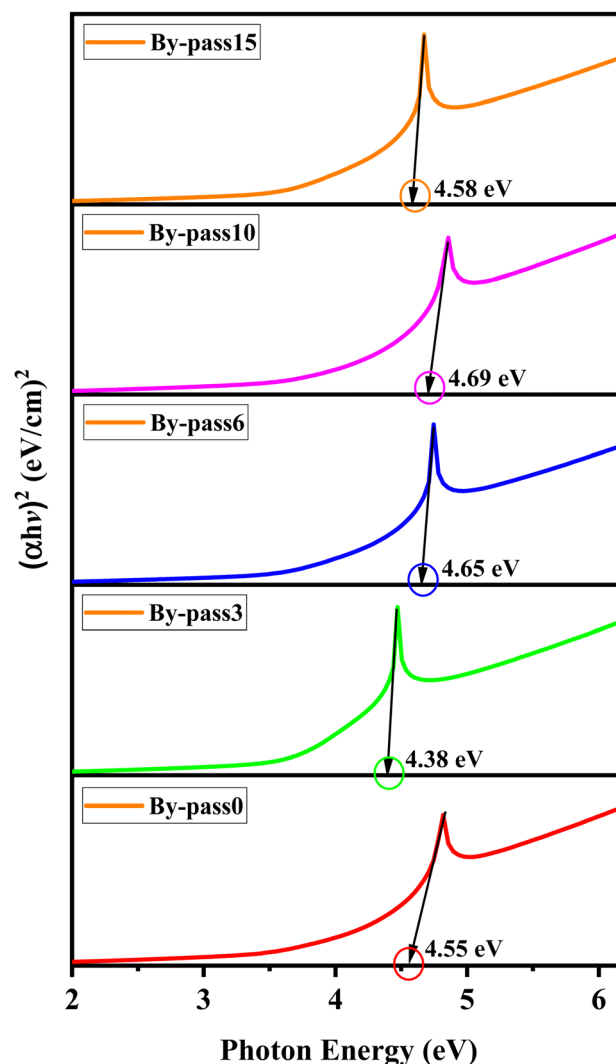 By-pass15
4.58 eV
By-pass10
4.69 eV
By-pass6
4.65 eV
By-pass3
4.38 eV
By-pass0
4.55 eV
(αhν)² (eV/cm)²
2 3 4 5 6
Photon Energy (eV)